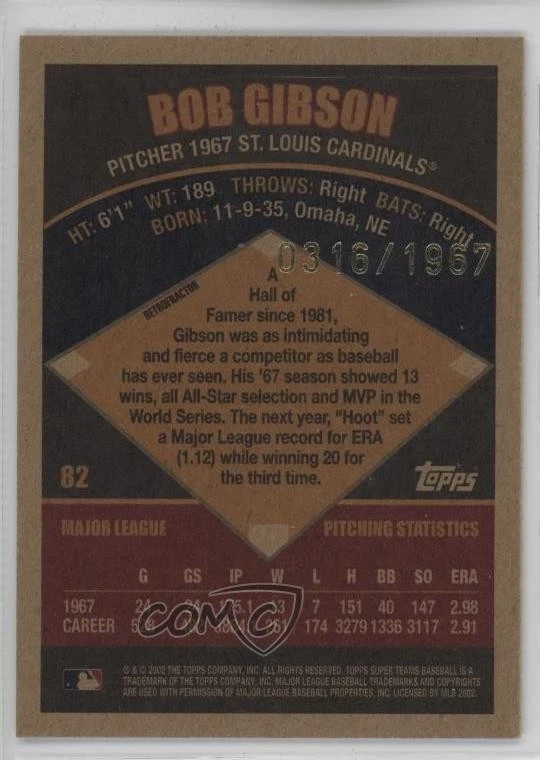 BOB GIBSON
PITCHER 1967 ST. LOUIS CARDINALS®
HT: 6'1" WT: 189 THROWS: Right BATS: Right
BORN: 11-9-35, Omaha, NE
0316/1967
RETROFRACTOR
A
Hall of
Famer since 1981,
Gibson was as intimidating
and fierce a competitor as baseball
has ever seen. His '67 season showed 13
wins, all All-Star selection and MVP in the
World Series. The next year, "Hoot" set
a Major League record for ERA
(1.12) while winning 20 for
the third time.
82
Topps
MAJOR LEAGUE PITCHING STATISTICS
G GS IP W L H BB SO ERA
1967 24 13 7 151 40 147 2.98
CAREER 174 3279 1336 3117 2.91
COMC
® & © 2002 THE TOPPS COMPANY, INC. ALL RIGHTS RESERVED. TOPPS SUPER TEAMS BASEBALL IS A
TRADEMARK OF THE TOPPS COMPANY, INC. MAJOR LEAGUE BASEBALL TRADEMARKS AND COPYRIGHTS
ARE USED WITH PERMISSION OF MAJOR LEAGUE BASEBALL PROPERTIES, INC. LICENSED BY MLB 2002.